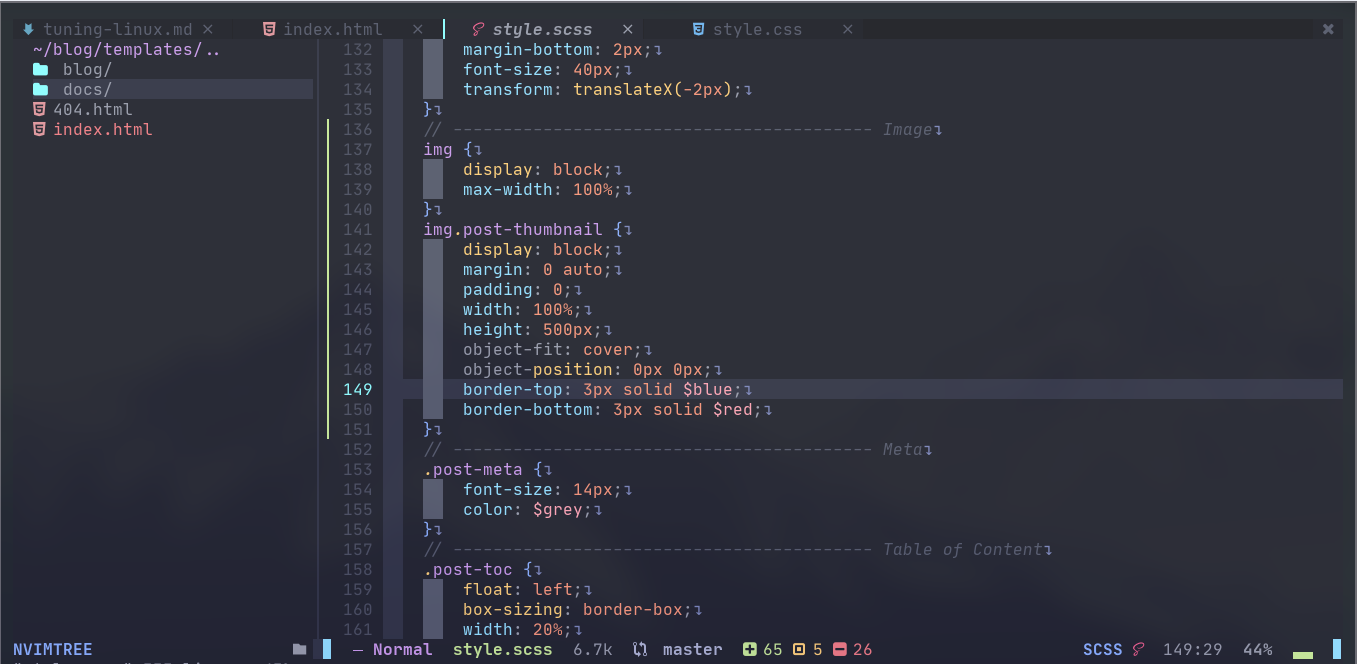 tuning-linux.md × index.html × style.scss × style.css ×
~/blog/templates/..
blog/
docs/
404.html
index.html
132 margin-bottom: 2px;
133 font-size: 40px;
134 transform: translateX(-2px);
135 }
136 // ------------------------------------------ Image
137 img {
138 display: block;
139 max-width: 100%;
140 }
141 img.post-thumbnail {
142 display: block;
143 margin: 0 auto;
144 padding: 0;
145 width: 100%;
146 height: 500px;
147 object-fit: cover;
148 object-position: 0px 0px;
149 border-top: 3px solid $blue;
150 border-bottom: 3px solid $red;
151 }
152 // ------------------------------------------ Meta
153 .post-meta {
154 font-size: 14px;
155 color: $grey;
156 }
157 // ------------------------------------------ Table of Content
158 .post-toc {
159 float: left;
160 box-sizing: border-box;
161 width: 20%;
NVIMTREE — Normal style.scss 6.7k master 65 5 26 SCSS 149:29 44%